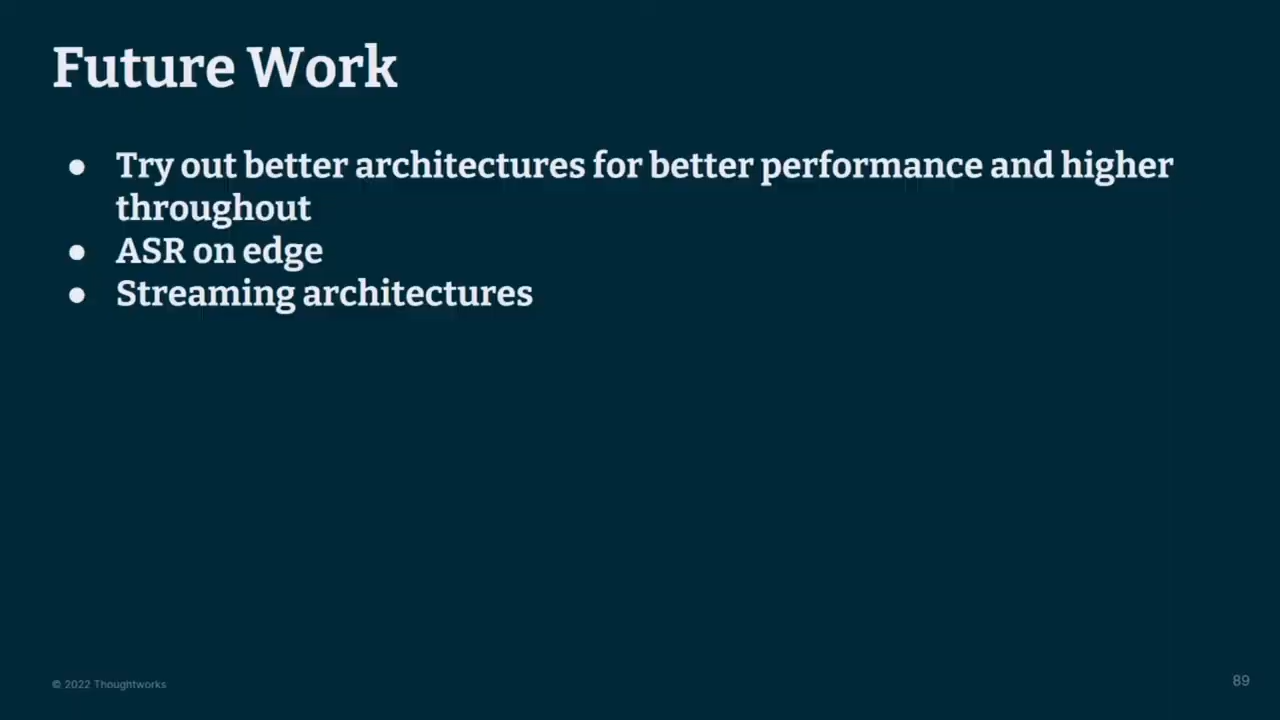 Future Work
● Try out better architectures for better performance and higher
throughout
● ASR on edge
● Streaming architectures
© 2022 Thoughtworks
89